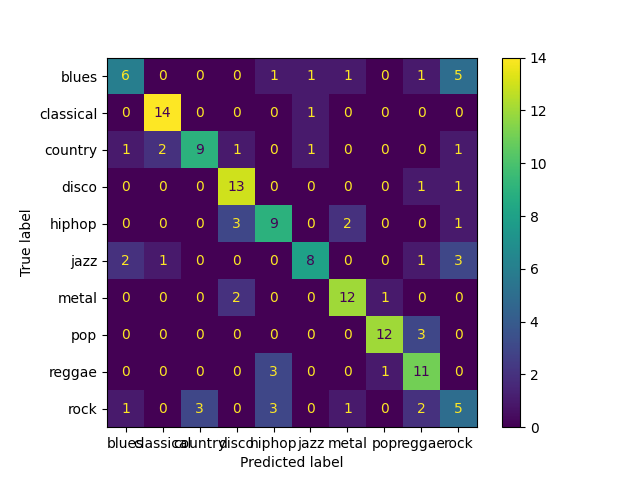 blues 6 0 0 0 1 1 1 0 1 5
classical 0 14 0 0 0 1 0 0 0 0
country 1 2 9 1 0 1 0 0 0 1
disco 0 0 0 13 0 0 0 0 1 1
hiphop 0 0 0 3 9 0 2 0 0 1
jazz 2 1 0 0 0 8 0 0 1 3
metal 0 0 0 2 0 0 12 1 0 0
pop 0 0 0 0 0 0 0 12 3 0
reggae 0 0 0 0 3 0 0 1 11 0
rock 1 0 3 0 3 0 1 0 2 5
blues classical country disco hiphop jazz metal pop reggae rock
Predicted label
True label
14
12
10
8
6
4
2
0